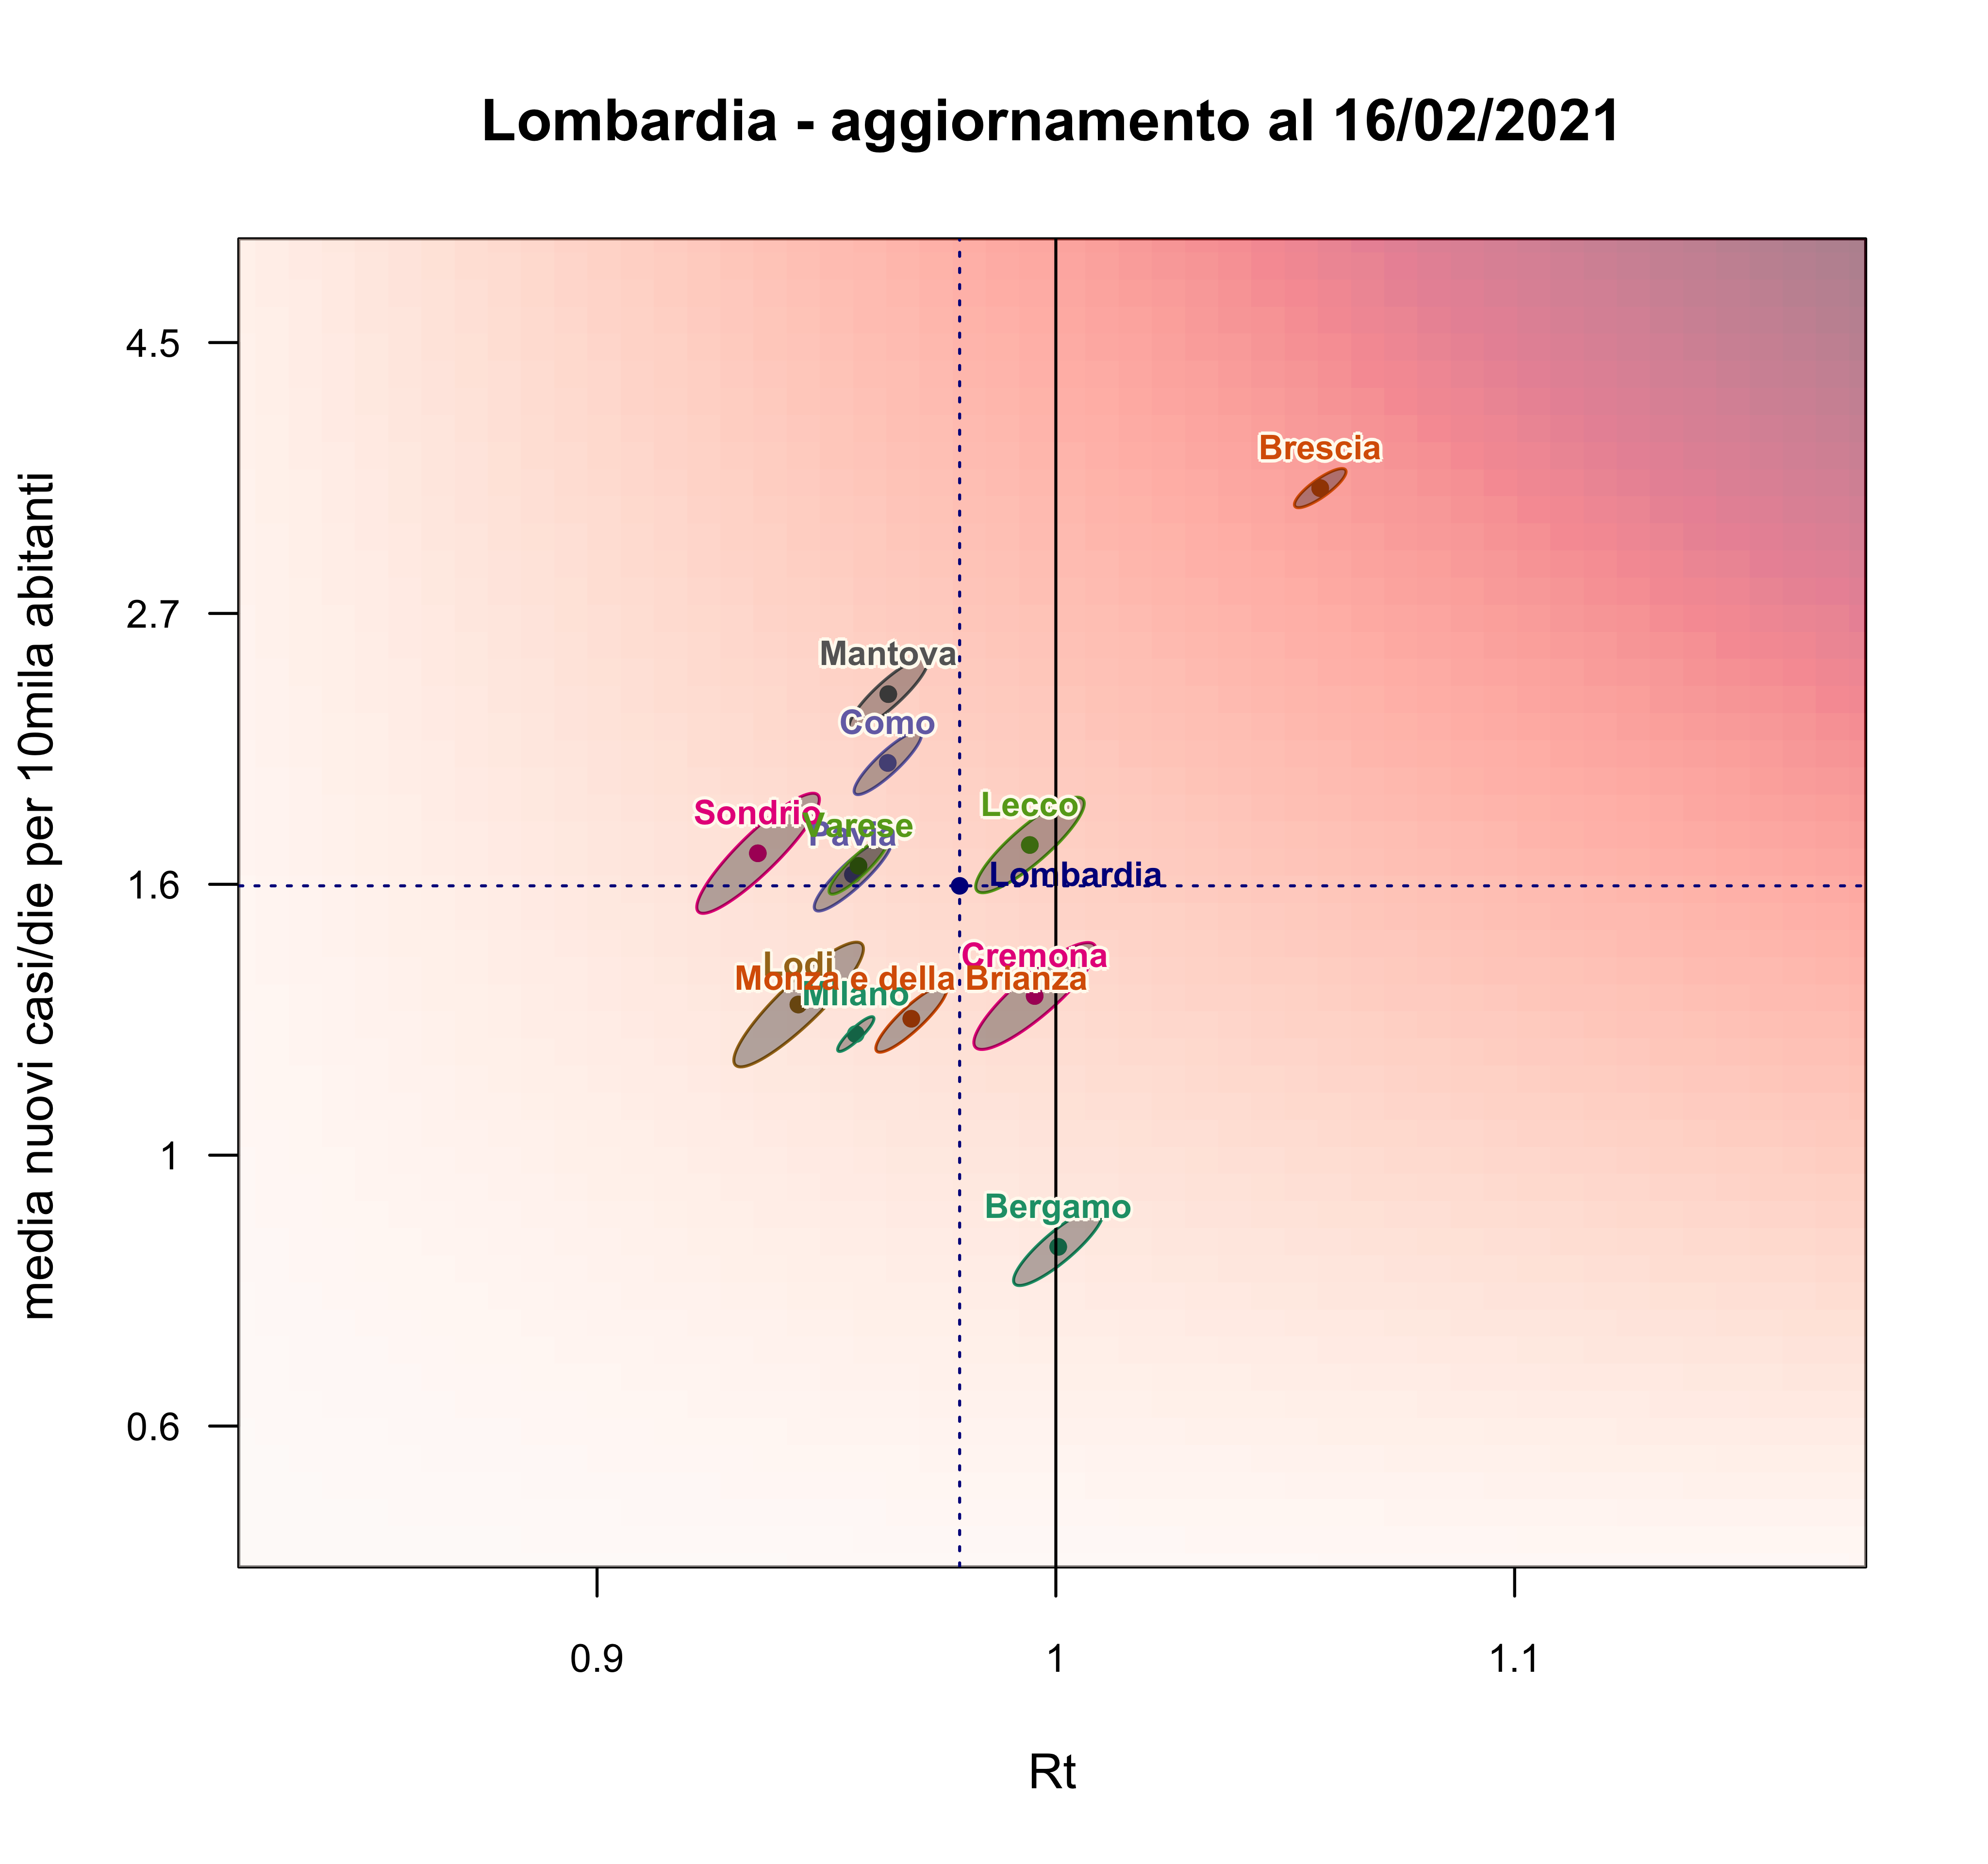 Lombardia - aggiornamento al 16/02/2021
media nuovi casi/die per 10mila abitanti
4.5
2.7
1.6
1
0.6
Brescia
Mantova
Como
Lecco
Sondrio
Varese
Pavia
Lombardia
Cremona
Lodi
Monza e della Brianza
Milano
Bergamo
0.9
1
1.1
Rt